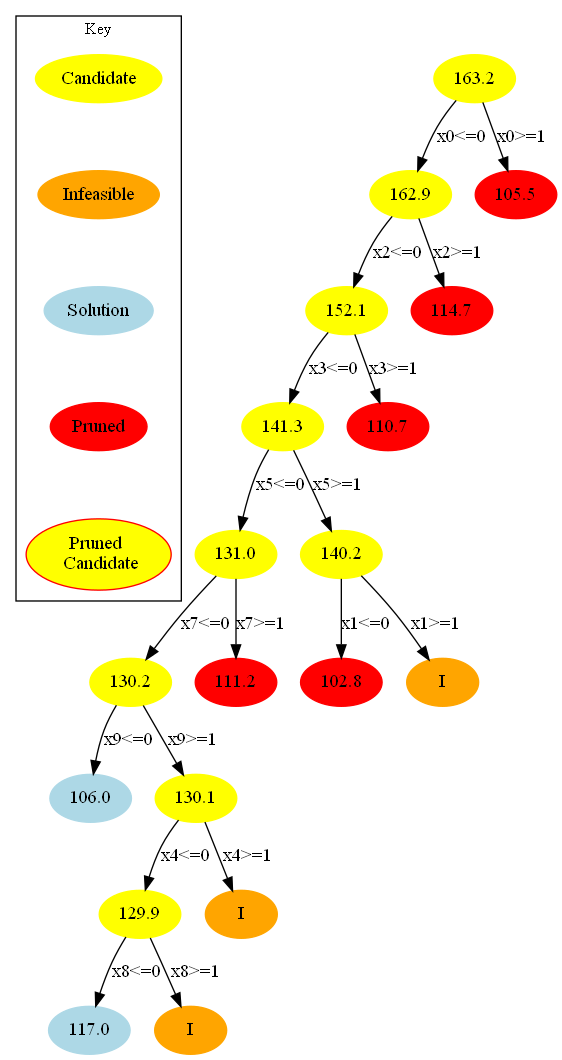 Key
Candidate
Infeasible
Solution
Pruned
Pruned
Candidate
163.2
x0<=0
x0>=1
162.9
105.5
x2<=0
x2>=1
152.1
114.7
x3<=0
x3>=1
141.3
110.7
x5<=0
x5>=1
131.0
140.2
x7<=0
x7>=1
x1<=0
x1>=1
130.2
111.2
102.8
I
x9<=0
x9>=1
106.0
130.1
x4<=0
x4>=1
129.9
I
x8<=0
x8>=1
117.0
I